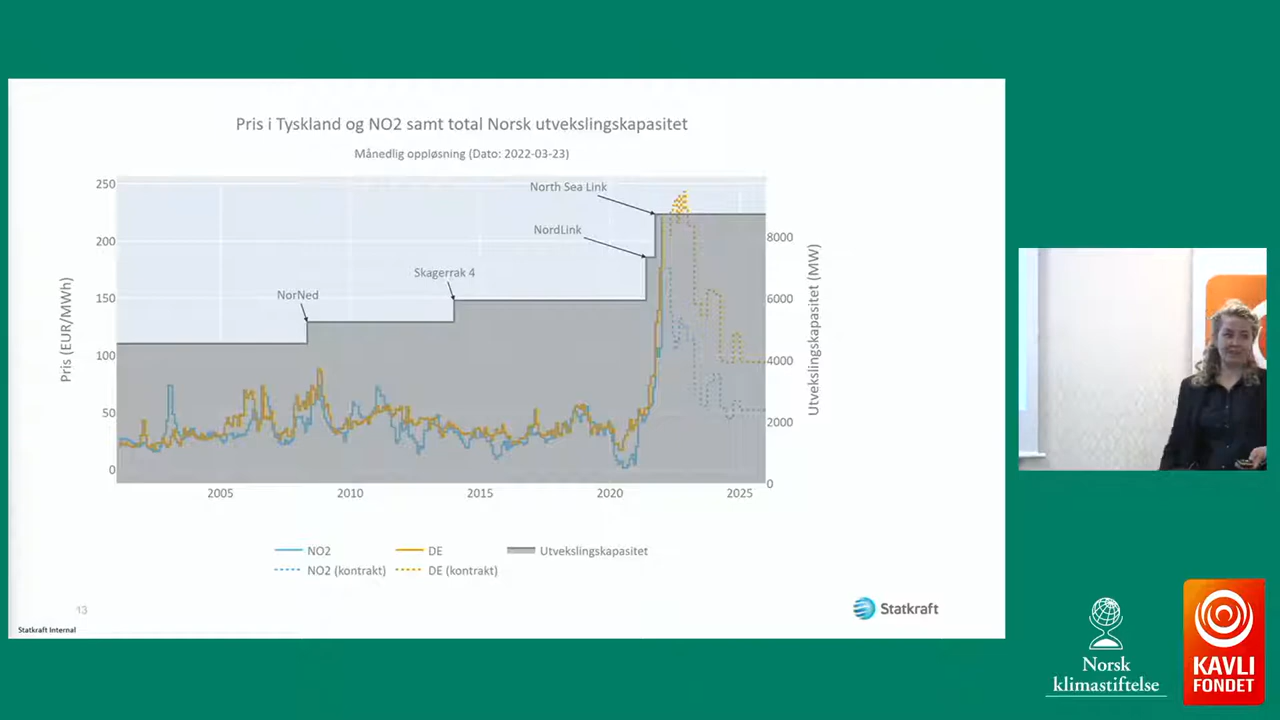 Pris i Tyskland og NO2 samt total Norsk utvekslingskapasitet
Månedlig oppløsning (Dato: 2022-03-23)
Pris (EUR/MWh)
250
200
150
100
50
0
NorNed
Skagerrak 4
NordLink
North Sea Link
8000
6000
4000
2000
0
Utvekslingskapasitet (MW)
2005
2010
2015
2020
2025
NO2
DE
Utvekslingskapasitet
NO2 (kontrakt)
DE (kontrakt)
13
Statkraft
Statkraft Internal
Norsk
klimastiftelse
KAVLI
FONDET